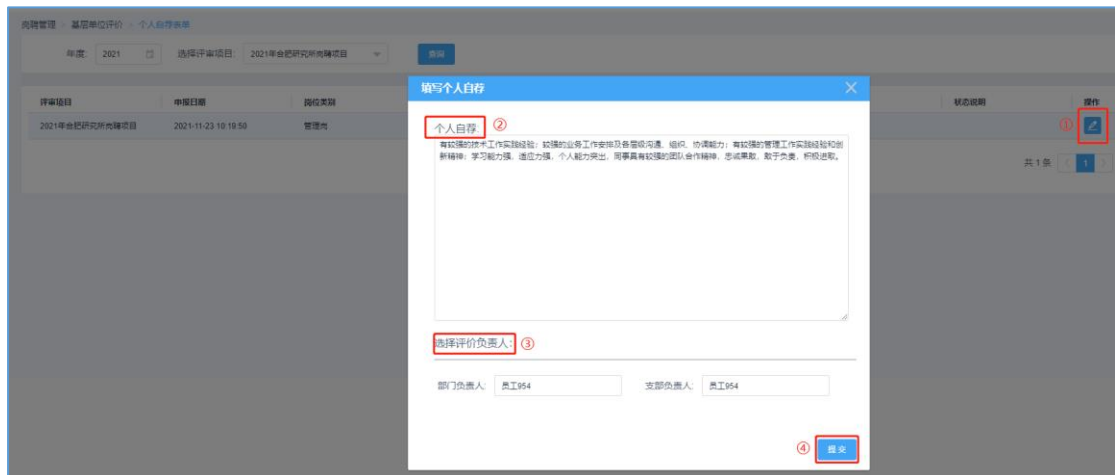 岗聘管理 > 基层单位评价 > 个人自荐表单
年度: 2021 选择评审项目: 2021年合肥研究所岗聘项目 查询
填写个人自荐
评审项目 申报日期 岗位类别 状态说明 操作
2021年合肥研究所岗聘项目 2021-11-23 10:18:50 管理岗 ①
个人自荐: ②
有较强的技术工作实践经验；较强的业务工作安排及各层级沟通、组织、协调能力；有较强的管理工作实践经验和创
新精神；学习能力强、适应力强、个人能力突出，同事具有较强的团队合作精神、忠诚果敢，敢于负责，积极进取。
共1条 < 1 >
选择评价负责人: ③
部门负责人: 员工954 支部负责人: 员工954
④ 提交